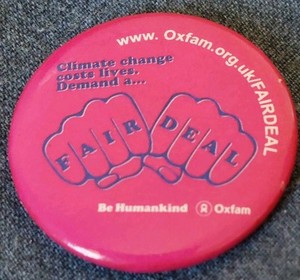 www. Oxfam.org.uk/FAIRDEAL
Climate change
costs lives.
Demand a...
FAIR DEAL
Be Humankind Oxfam